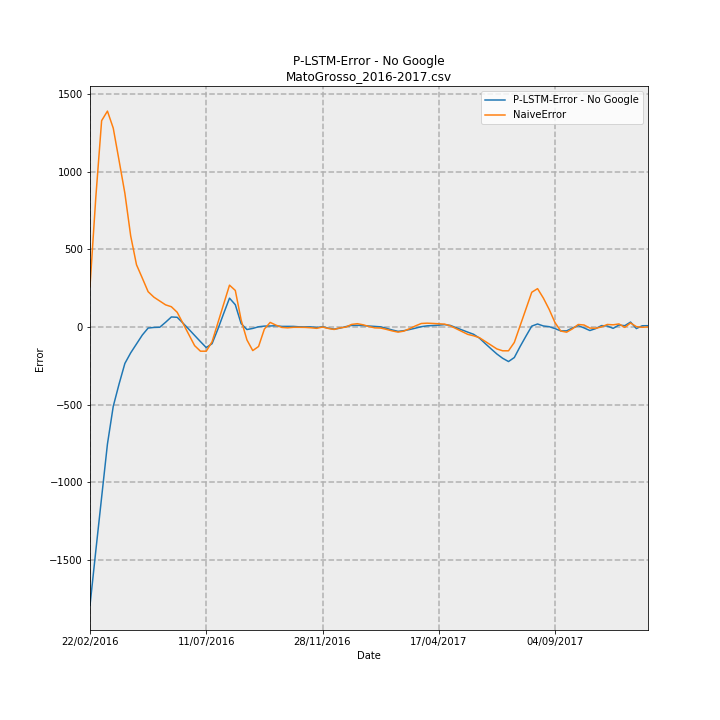 P-LSTM-Error - No Google
MatoGrosso_2016-2017.csv
P-LSTM-Error - No Google
NaiveError
1500
1000
500
0
−500
−1000
−1500
Error
22/02/2016
11/07/2016
28/11/2016
17/04/2017
04/09/2017
Date